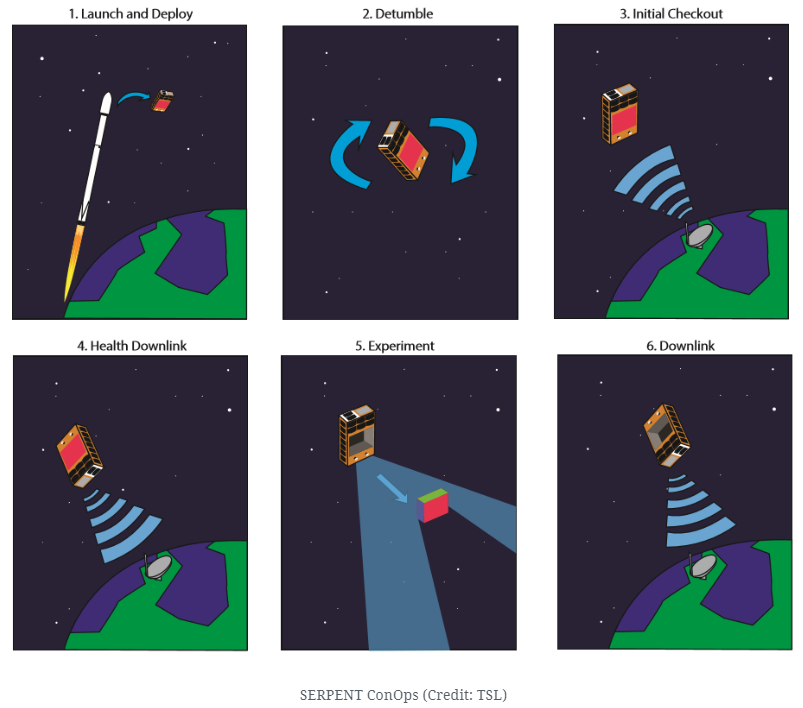 1. Launch and Deploy
2. Detumble
3. Initial Checkout
4. Health Downlink
5. Experiment
6. Downlink
SERPENT ConOps (Credit: TSL)